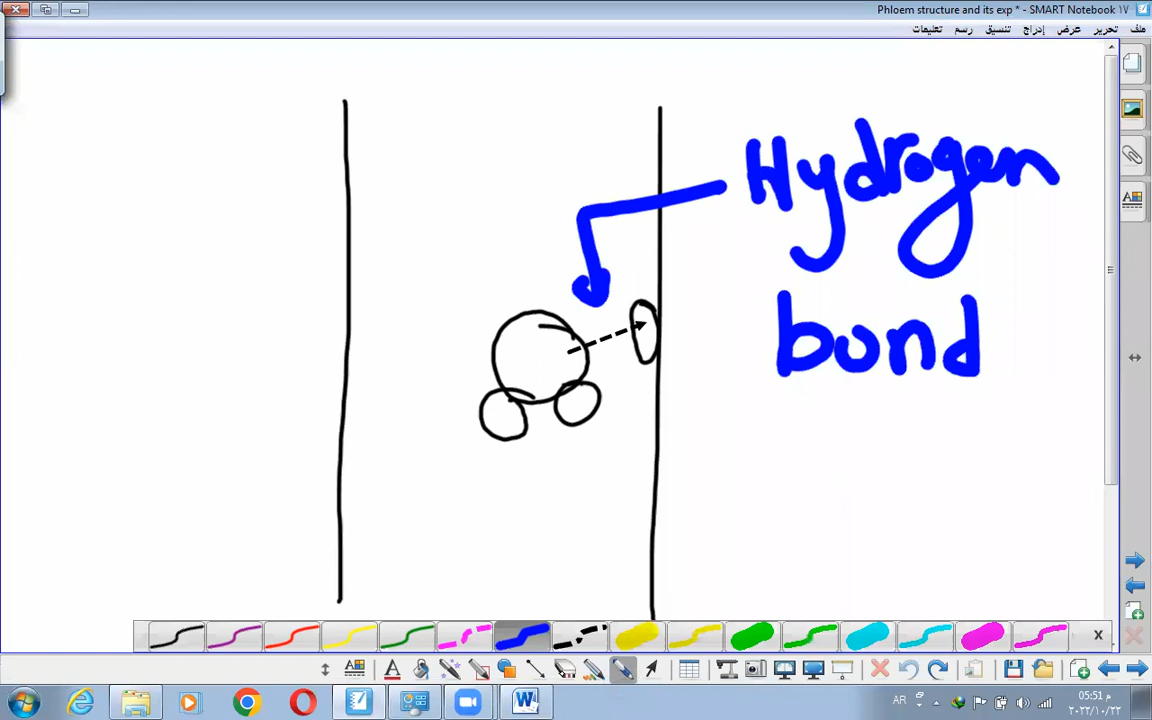 Phloem structure and its exp * - SMART Notebook ١٧
ملف تحرير عرض إدراج تنسيق رسم تعليمات
Hydrogen
bond
x
AR
05:51 م
٢٠٢٢/١٠/٢٢